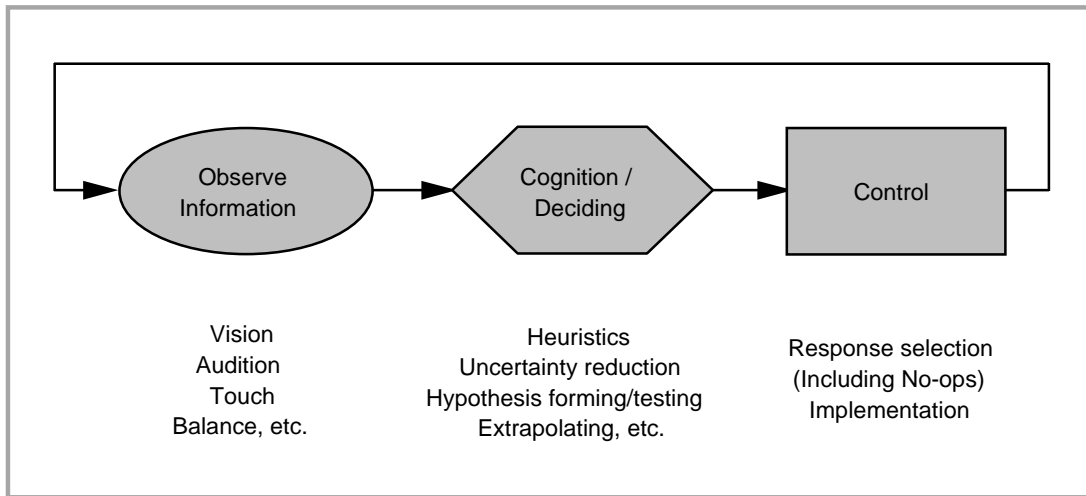 Observe
Information
Cognition /
Deciding
Control
Vision
Audition
Touch
Balance, etc.
Heuristics
Uncertainty reduction
Hypothesis forming/testing
Extrapolating, etc.
Response selection
(Including No-ops)
Implementation